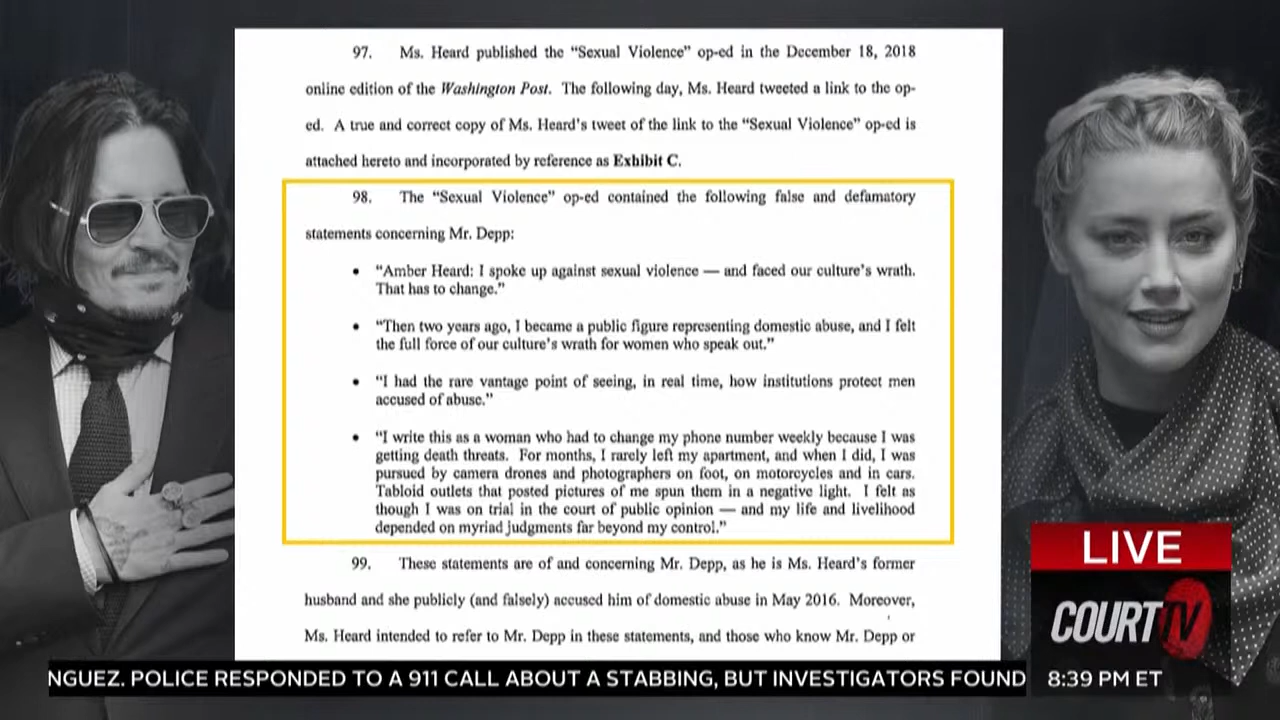 97. Ms. Heard published the “Sexual Violence” op-ed in the December 18, 2018
online edition of the Washington Post. The following day, Ms. Heard tweeted a link to the op-
ed. A true and correct copy of Ms. Heard’s tweet of the link to the “Sexual Violence” op-ed is
attached hereto and incorporated by reference as Exhibit C.
98. The “Sexual Violence” op-ed contained the following false and defamatory
statements concerning Mr. Depp:
• “Amber Heard: I spoke up against sexual violence — and faced our culture’s wrath.
That has to change.”
• “Then two years ago, I became a public figure representing domestic abuse, and I felt
the full force of our culture’s wrath for women who speak out.”
• “I had the rare vantage point of seeing, in real time, how institutions protect men
accused of abuse.”
• “I write this as a woman who had to change my phone number weekly because I was
getting death threats. For months, I rarely left my apartment, and when I did, I was
pursued by camera drones and photographers on foot, on motorcycles and in cars.
Tabloid outlets that posted pictures of me spun them in a negative light. I felt as
though I was on trial in the court of public opinion — and my life and livelihood
depended on myriad judgments far beyond my control.”
99. These statements are of and concerning Mr. Depp, as he is Ms. Heard’s former
husband and she publicly (and falsely) accused him of domestic abuse in May 2016. Moreover,
Ms. Heard intended to refer to Mr. Depp in these statements, and those who know Mr. Depp or
LIVE
COURT TV
NGUEZ. POLICE RESPONDED TO A 911 CALL ABOUT A STABBING, BUT INVESTIGATORS FOUND
8:39 PM ET